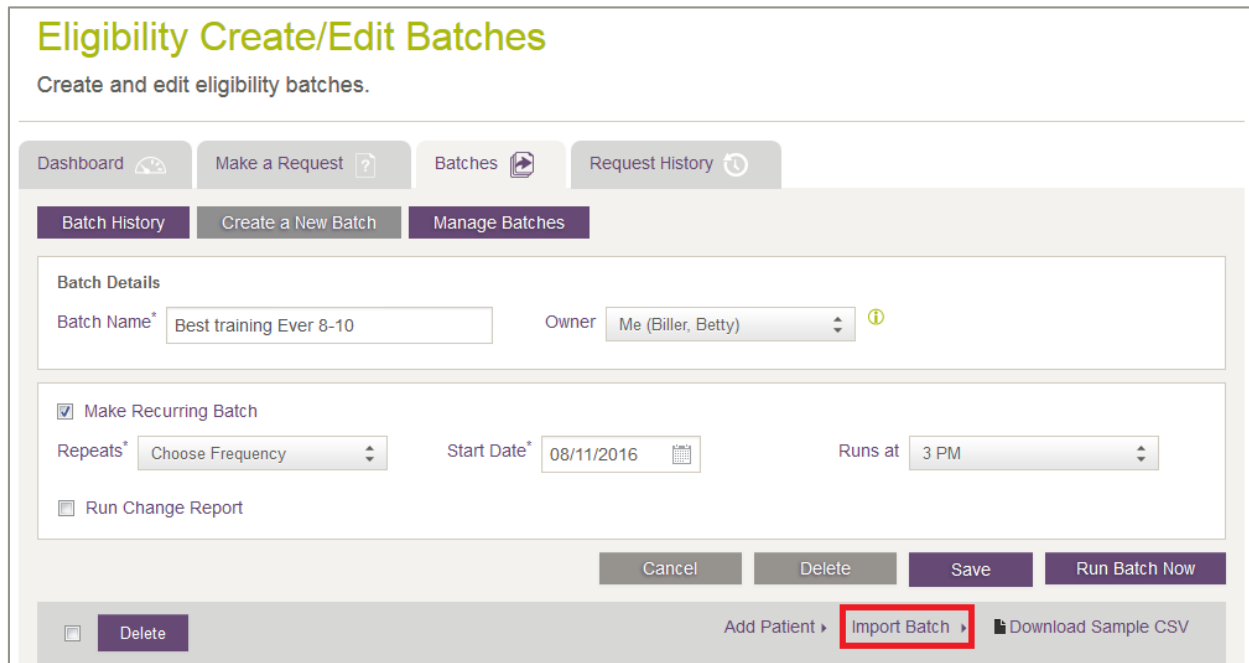 Eligibility Create/Edit Batches
Create and edit eligibility batches.
Dashboard Make a Request ? Batches Request History
Batch History Create a New Batch Manage Batches
Batch Details
Batch Name* Best training Ever 8-10 Owner Me (Biller, Betty)
Make Recurring Batch
Repeats* Choose Frequency Start Date* 08/11/2016 Runs at 3 PM
Run Change Report
Cancel Delete Save Run Batch Now
Delete Add Patient Import Batch Download Sample CSV